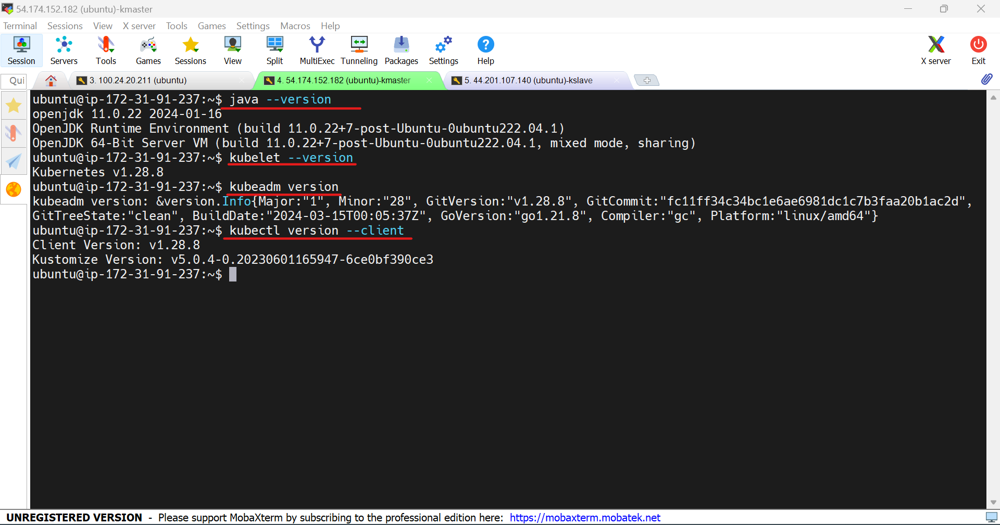 54.174.152.182 (ubuntu)-kmaster
Terminal Sessions View X server Tools Games Settings Macros Help
Session Servers Tools Games Sessions View Split MultiExec Tunneling Packages Settings Help X server Exit
Qui 3. 100.24.20.211 (ubuntu) 4. 54.174.152.182 (ubuntu)-kmaster 5. 44.201.107.140 (ubuntu)-kslave
ubuntu@ip-172-31-91-237:~$ java --version
openjdk 11.0.22 2024-01-16
OpenJDK Runtime Environment (build 11.0.22+7-post-Ubuntu-0ubuntu222.04.1)
OpenJDK 64-Bit Server VM (build 11.0.22+7-post-Ubuntu-0ubuntu222.04.1, mixed mode, sharing)
ubuntu@ip-172-31-91-237:~$ kubelet --version
Kubernetes v1.28.8
ubuntu@ip-172-31-91-237:~$ kubeadm version
kubeadm version: &version.Info{Major:"1", Minor:"28", GitVersion:"v1.28.8", GitCommit:"fc11ff34c34bc1e6ae6981dc1c7b3faa20b1ac2d",
GitTreeState:"clean", BuildDate:"2024-03-15T00:05:37Z", GoVersion:"go1.21.8", Compiler:"gc", Platform:"linux/amd64"}
ubuntu@ip-172-31-91-237:~$ kubectl version --client
Client Version: v1.28.8
Kustomize Version: v5.0.4-0.20230601165947-6ce0bf390ce3
ubuntu@ip-172-31-91-237:~$
UNREGISTERED VERSION - Please support MobaXterm by subscribing to the professional edition here: https://mobaxterm.mobatek.net